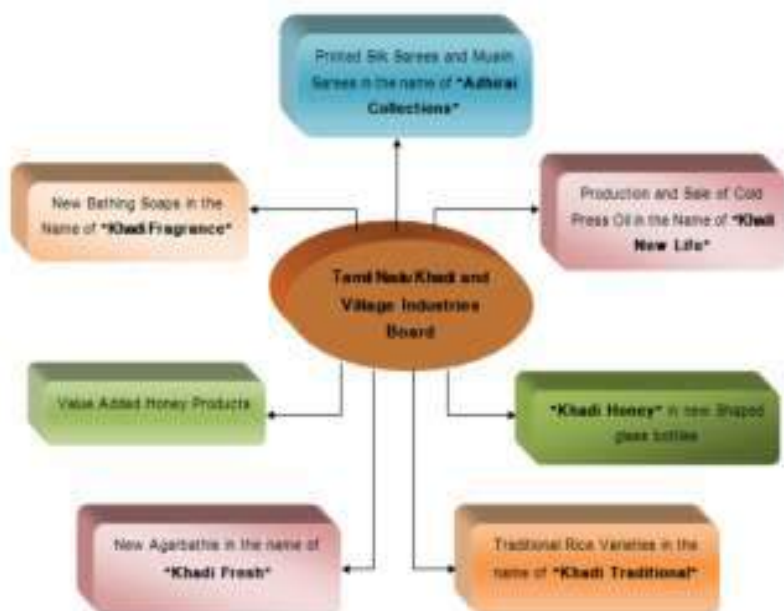 Printed Silk Sarees and Muslin
Sarees in the name of "Adhirai
Collections"
New Bathing Soaps in the
Name of "Khadi Fragrance"
Production and Sale of Cold
Press Oil in the Name of "Khadi
New Life"
Tamil Nadu Khadi and
Village Industries
Board
Value Added Honey Products
"Khadi Honey" in new Shaped
glass bottles
New Agarbathis in the name of
"Khadi Fresh"
Traditional Rice Varieties in the
name of "Khadi Traditional"